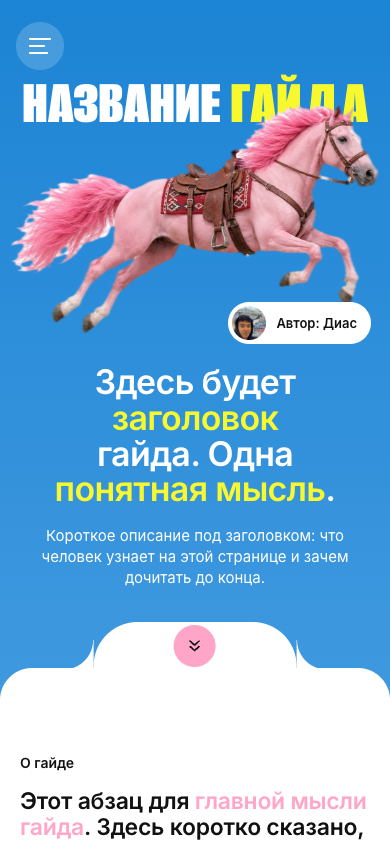 НАЗВАНИЕ ГАЙДА
Автор: Диас
Здесь будет
заголовок
гайда. Одна
понятная мысль.
Короткое описание под заголовком: что
человек узнает на этой странице и зачем
дочитать до конца.
О гайде
Этот абзац для главной мысли
гайда. Здесь коротко сказано,